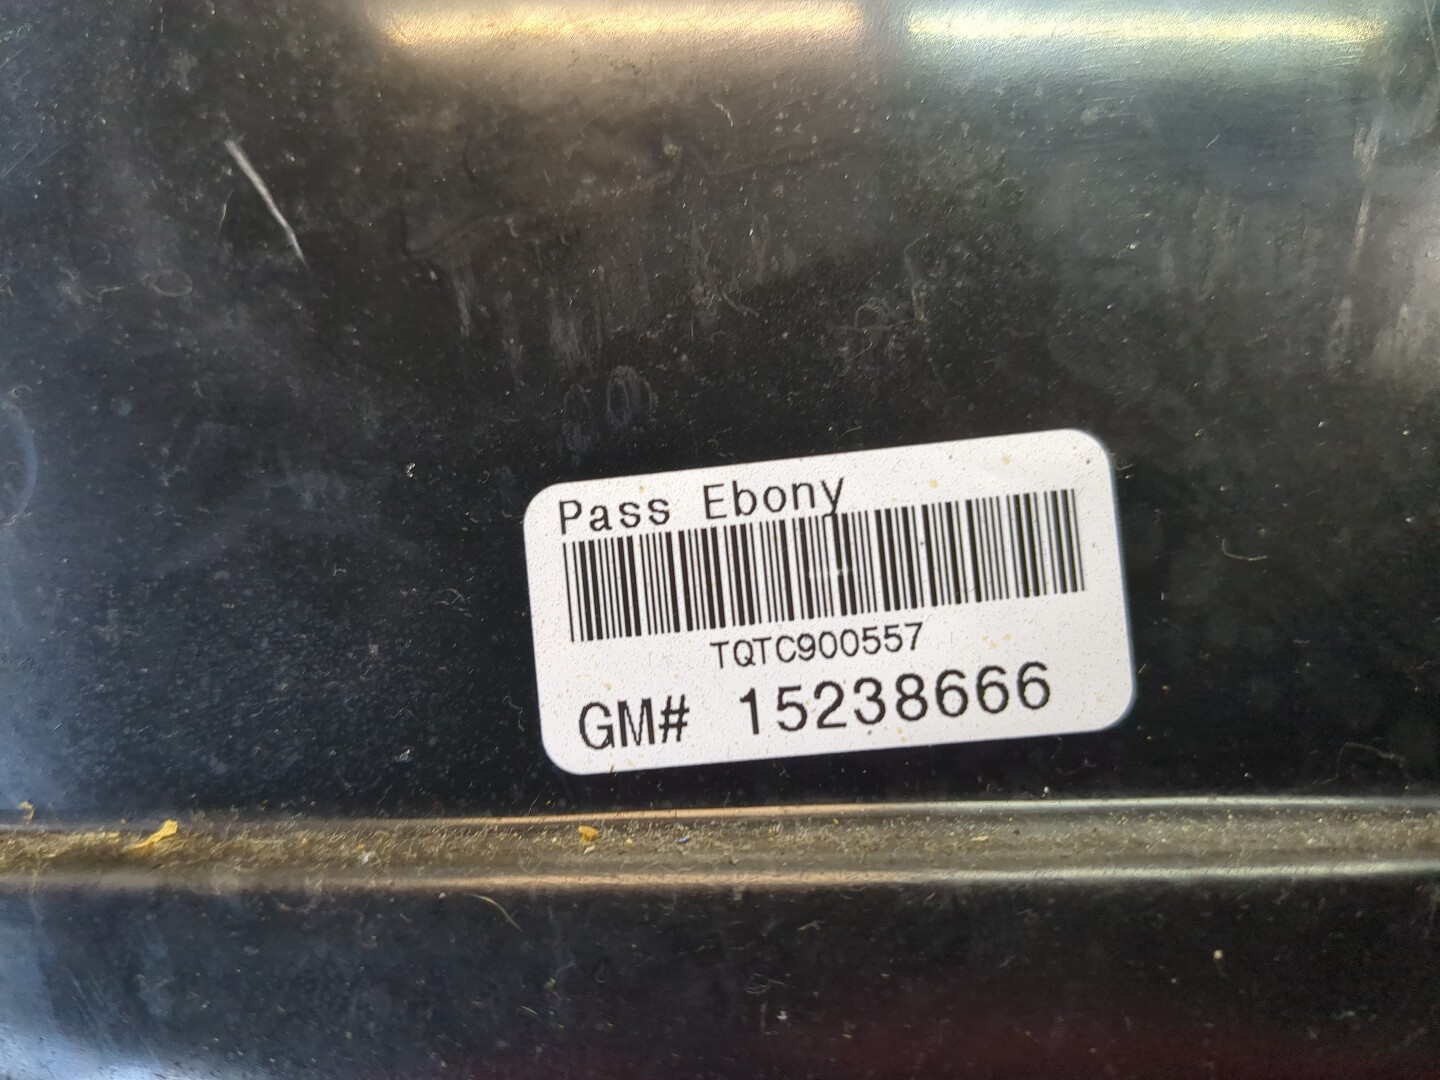 Pass Ebony
TQTC900557
GM# 15238666